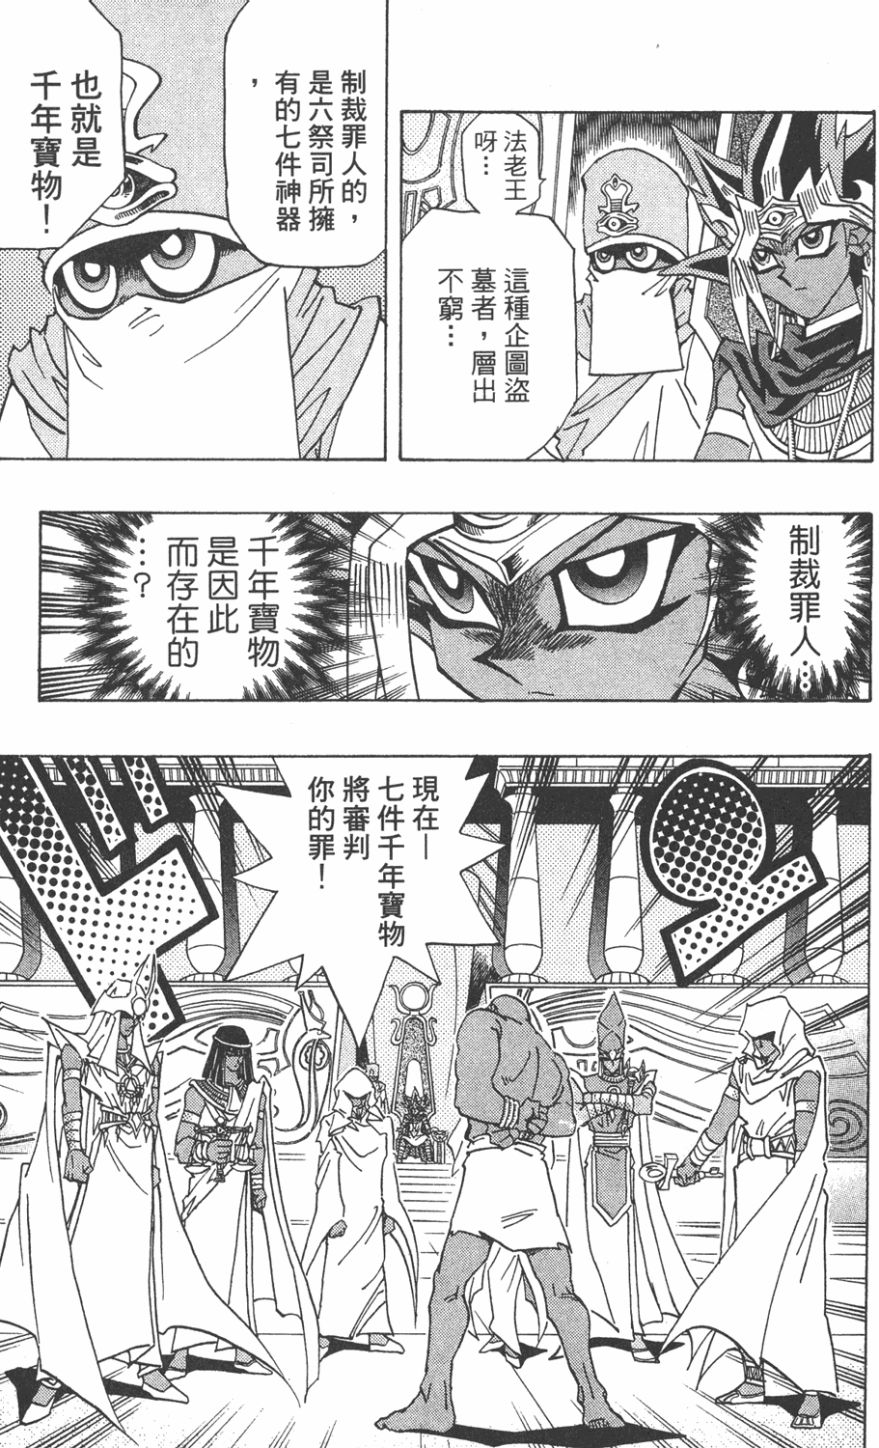 法老王
呀…
這種企圖盜
墓者，層出
不窮…
制裁罪人的，
是六祭司所擁
有的七件神器
，
也就是
千年寶物！
制裁罪人…
千年寶物
是因此
而存在的
…？
現在—
七件千年寶物
將審判
你的罪！